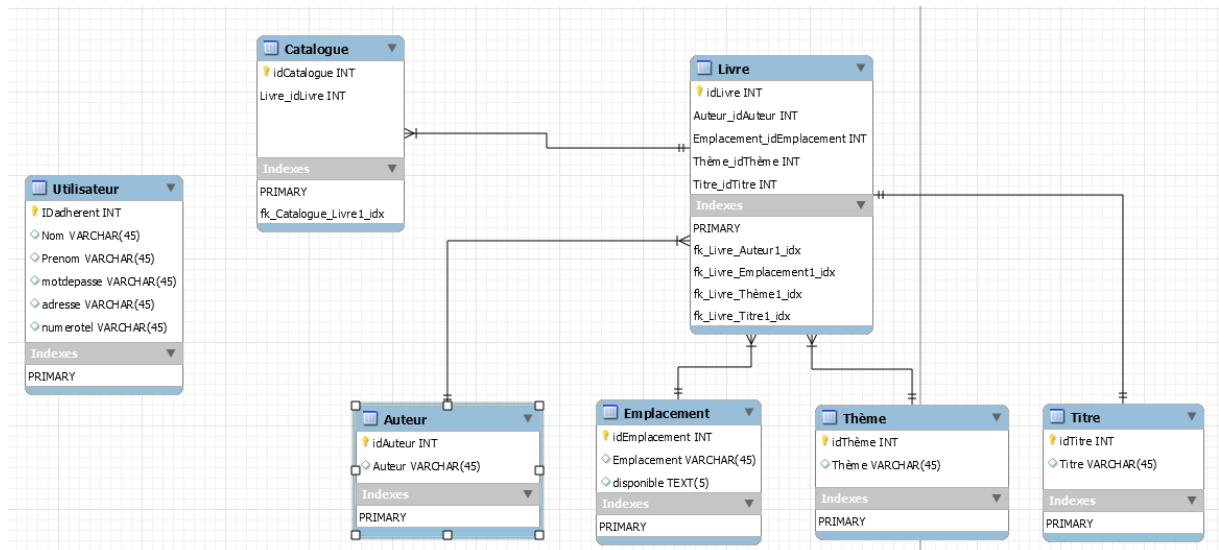 Catalogue
idCatalogue INT
Livre_idLivre INT
Indexes
PRIMARY
fk_Catalogue_Livre1_idx
Livre
idLivre INT
Auteur_idAuteur INT
Emplacement_idEmplacement INT
Thème_idThème INT
Titre_idTitre INT
Indexes
PRIMARY
fk_Livre_Auteur1_idx
fk_Livre_Emplacement1_idx
fk_Livre_Thème1_idx
fk_Livre_Titre1_idx
Utilisateur
IDadherent INT
Nom VARCHAR(45)
Prenom VARCHAR(45)
motdepasse VARCHAR(45)
adresse VARCHAR(45)
numerotel VARCHAR(45)
Indexes
PRIMARY
Auteur
idAuteur INT
Auteur VARCHAR(45)
Indexes
PRIMARY
Emplacement
idEmplacement INT
Emplacement VARCHAR(45)
disponible TEXT(5)
Indexes
PRIMARY
Thème
idThème INT
Thème VARCHAR(45)
Indexes
PRIMARY
Titre
idTitre INT
Titre VARCHAR(45)
Indexes
PRIMARY